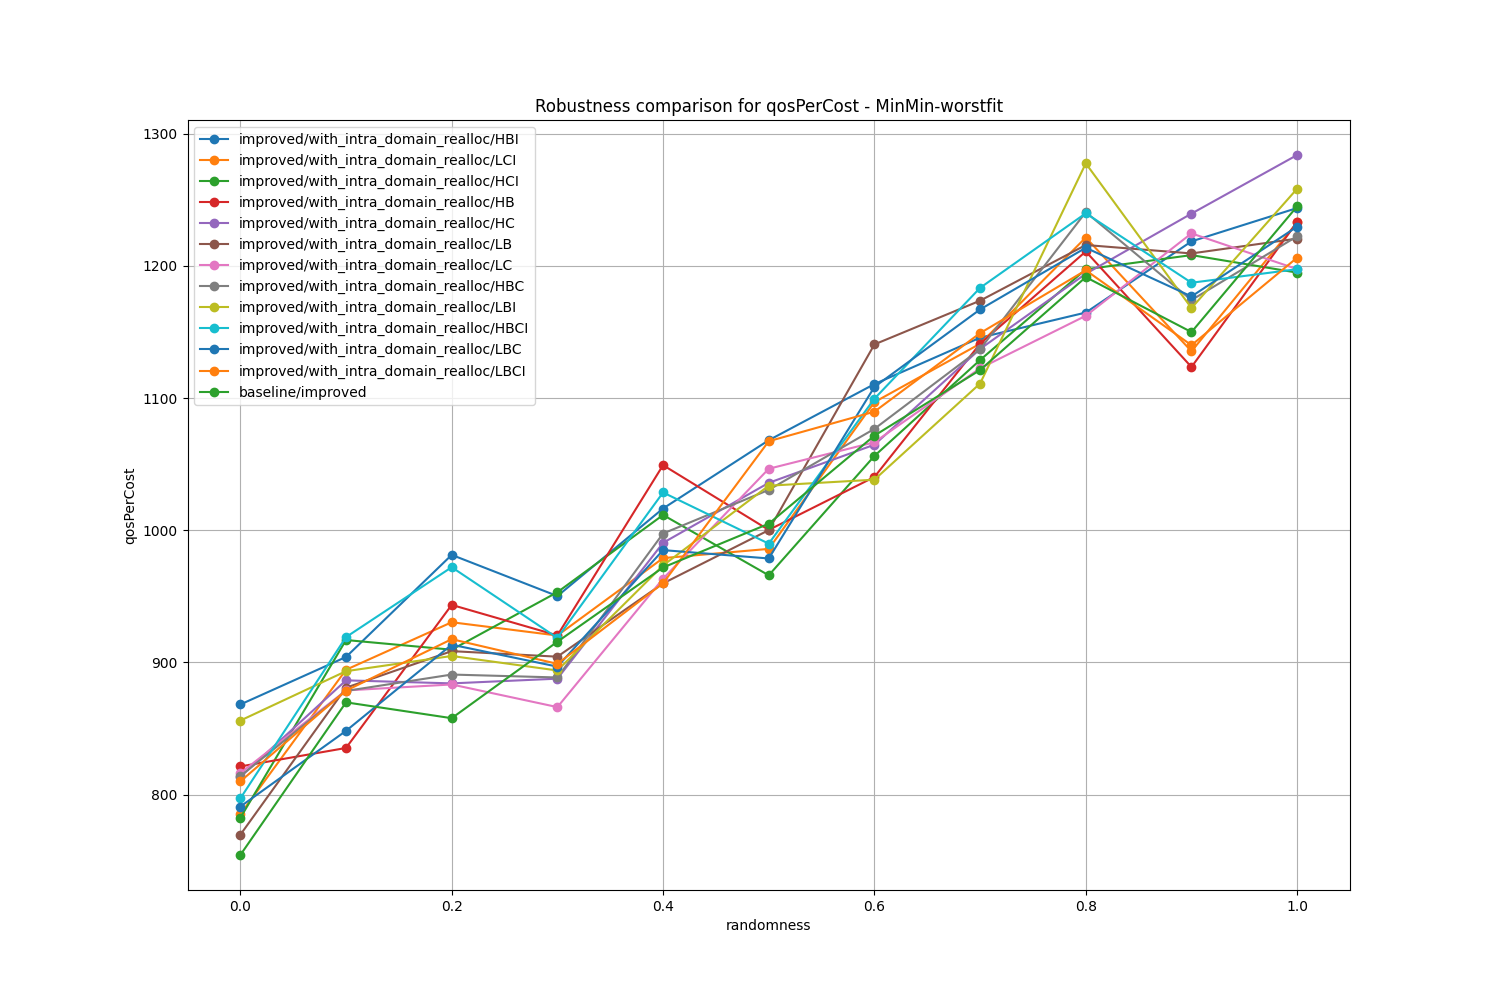 Robustness comparison for qosPerCost - MinMin-worstfit
improved/with_intra_domain_realloc/HBI
improved/with_intra_domain_realloc/LCI
improved/with_intra_domain_realloc/HCI
improved/with_intra_domain_realloc/HB
improved/with_intra_domain_realloc/HC
improved/with_intra_domain_realloc/LB
improved/with_intra_domain_realloc/LC
improved/with_intra_domain_realloc/HBC
improved/with_intra_domain_realloc/LBI
improved/with_intra_domain_realloc/HBCI
improved/with_intra_domain_realloc/LBC
improved/with_intra_domain_realloc/LBCI
baseline/improved
1300
1200
1100
1000
900
800
qosPerCost
0.0 0.2 0.4 0.6 0.8 1.0
randomness